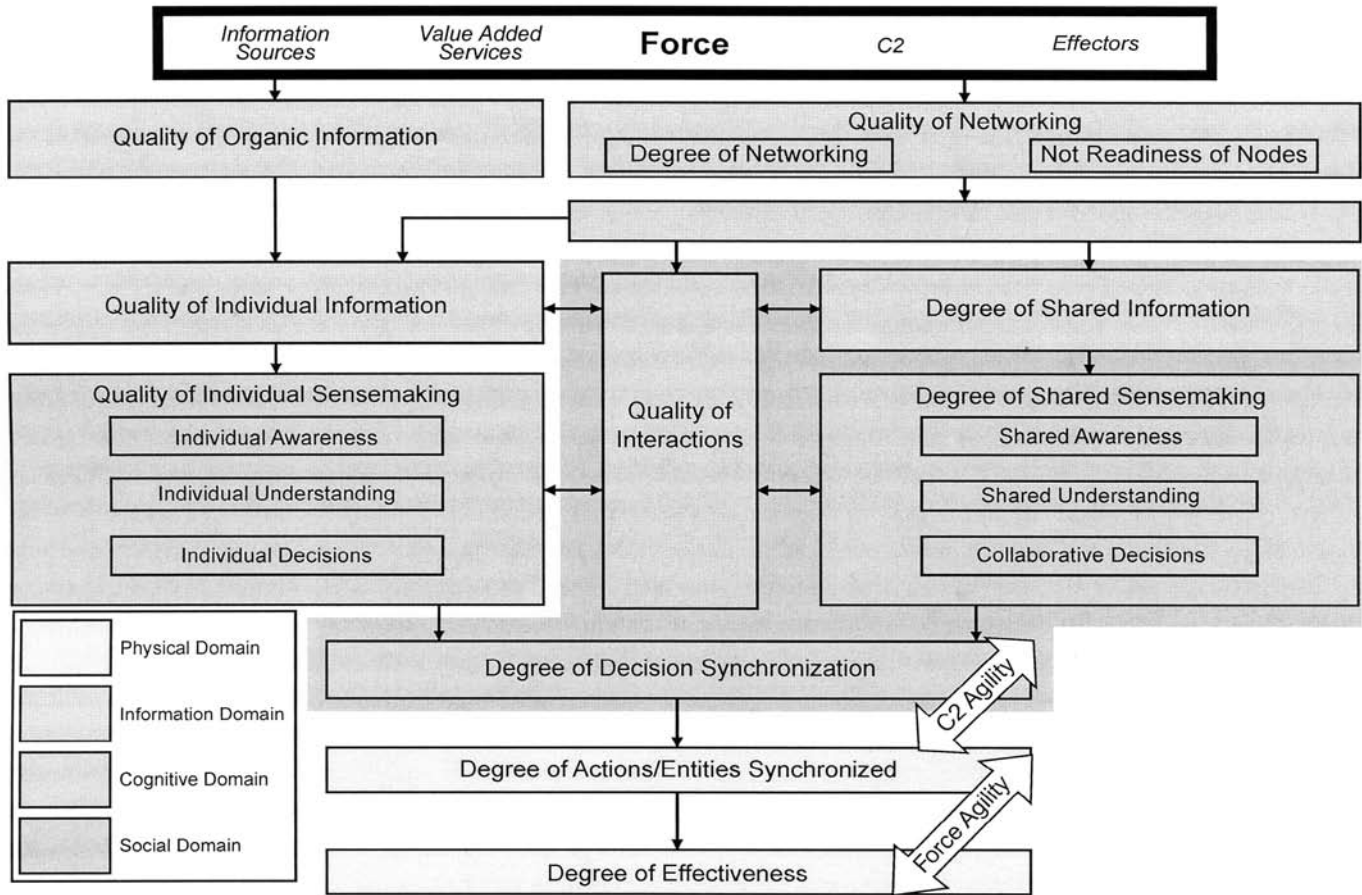 Information Sources
Value Added Services
Force
C2
Effectors
Quality of Organic Information
Quality of Networking
Degree of Networking
Not Readiness of Nodes
Quality of Individual Information
Degree of Shared Information
Quality of Individual Sensemaking
Individual Awareness
Individual Understanding
Individual Decisions
Quality of
Interactions
Degree of Shared Sensemaking
Shared Awareness
Shared Understanding
Collaborative Decisions
Physical Domain
Information Domain
Cognitive Domain
Social Domain
Degree of Decision Synchronization
C2 Agility
Degree of Actions/Entities Synchronized
Force Agility
Degree of Effectiveness